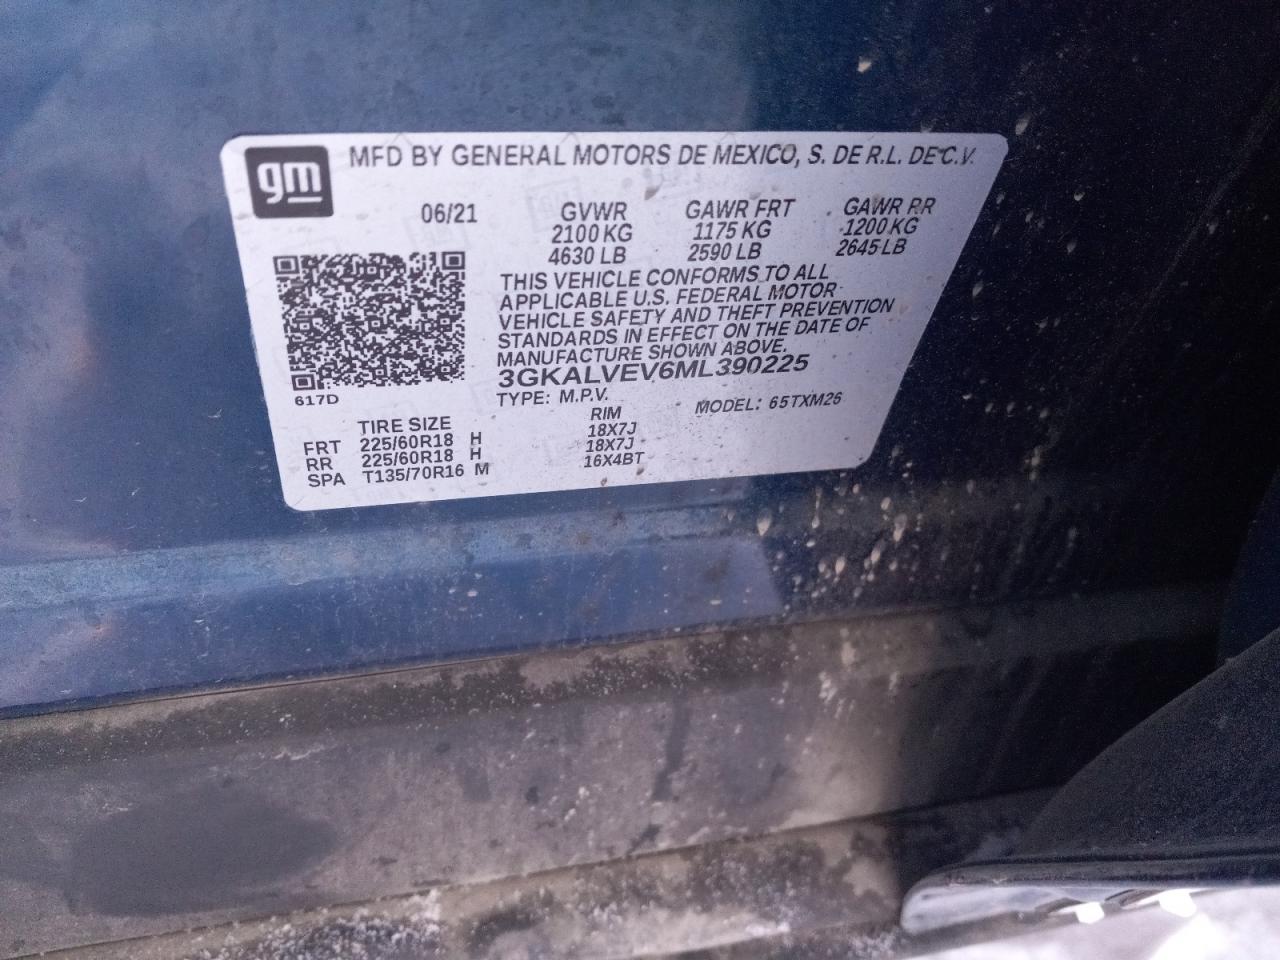 gm
MFD BY GENERAL MOTORS DE MEXICO, S. DE R.L. DE C.V.
06/21
GVWR GAWR FRT GAWR RR
2100 KG 1175 KG 1200 KG
4630 LB 2590 LB 2645 LB
THIS VEHICLE CONFORMS TO ALL
APPLICABLE U.S. FEDERAL MOTOR
VEHICLE SAFETY AND THEFT PREVENTION
STANDARDS IN EFFECT ON THE DATE OF
MANUFACTURE SHOWN ABOVE.
3GKALVEV6ML390225
TYPE: M.P.V. MODEL: 65TXM26
617D
TIRE SIZE RIM
FRT 225/60R18 H 18X7J
RR 225/60R18 H 18X7J
SPA T135/70R16 M 16X4BT